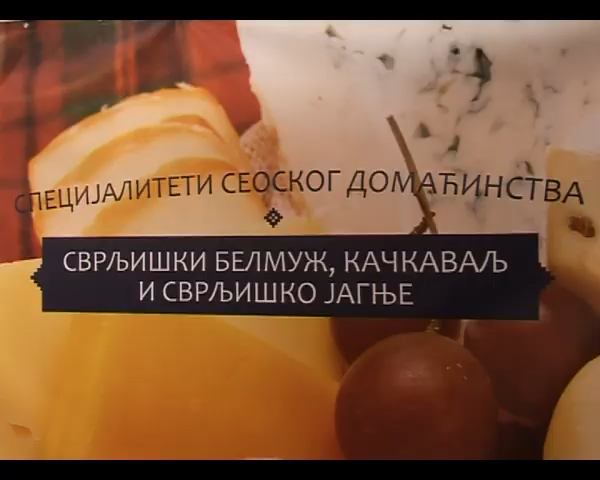 СПЕЦИЈАЛИТЕТИ СЕОСКОГ ДОМАЋИНСТВА
СВРЉИШКИ БЕЛМУЖ, КАЧКАВАЉ
И СВРЉИШКО ЈАГЊЕ